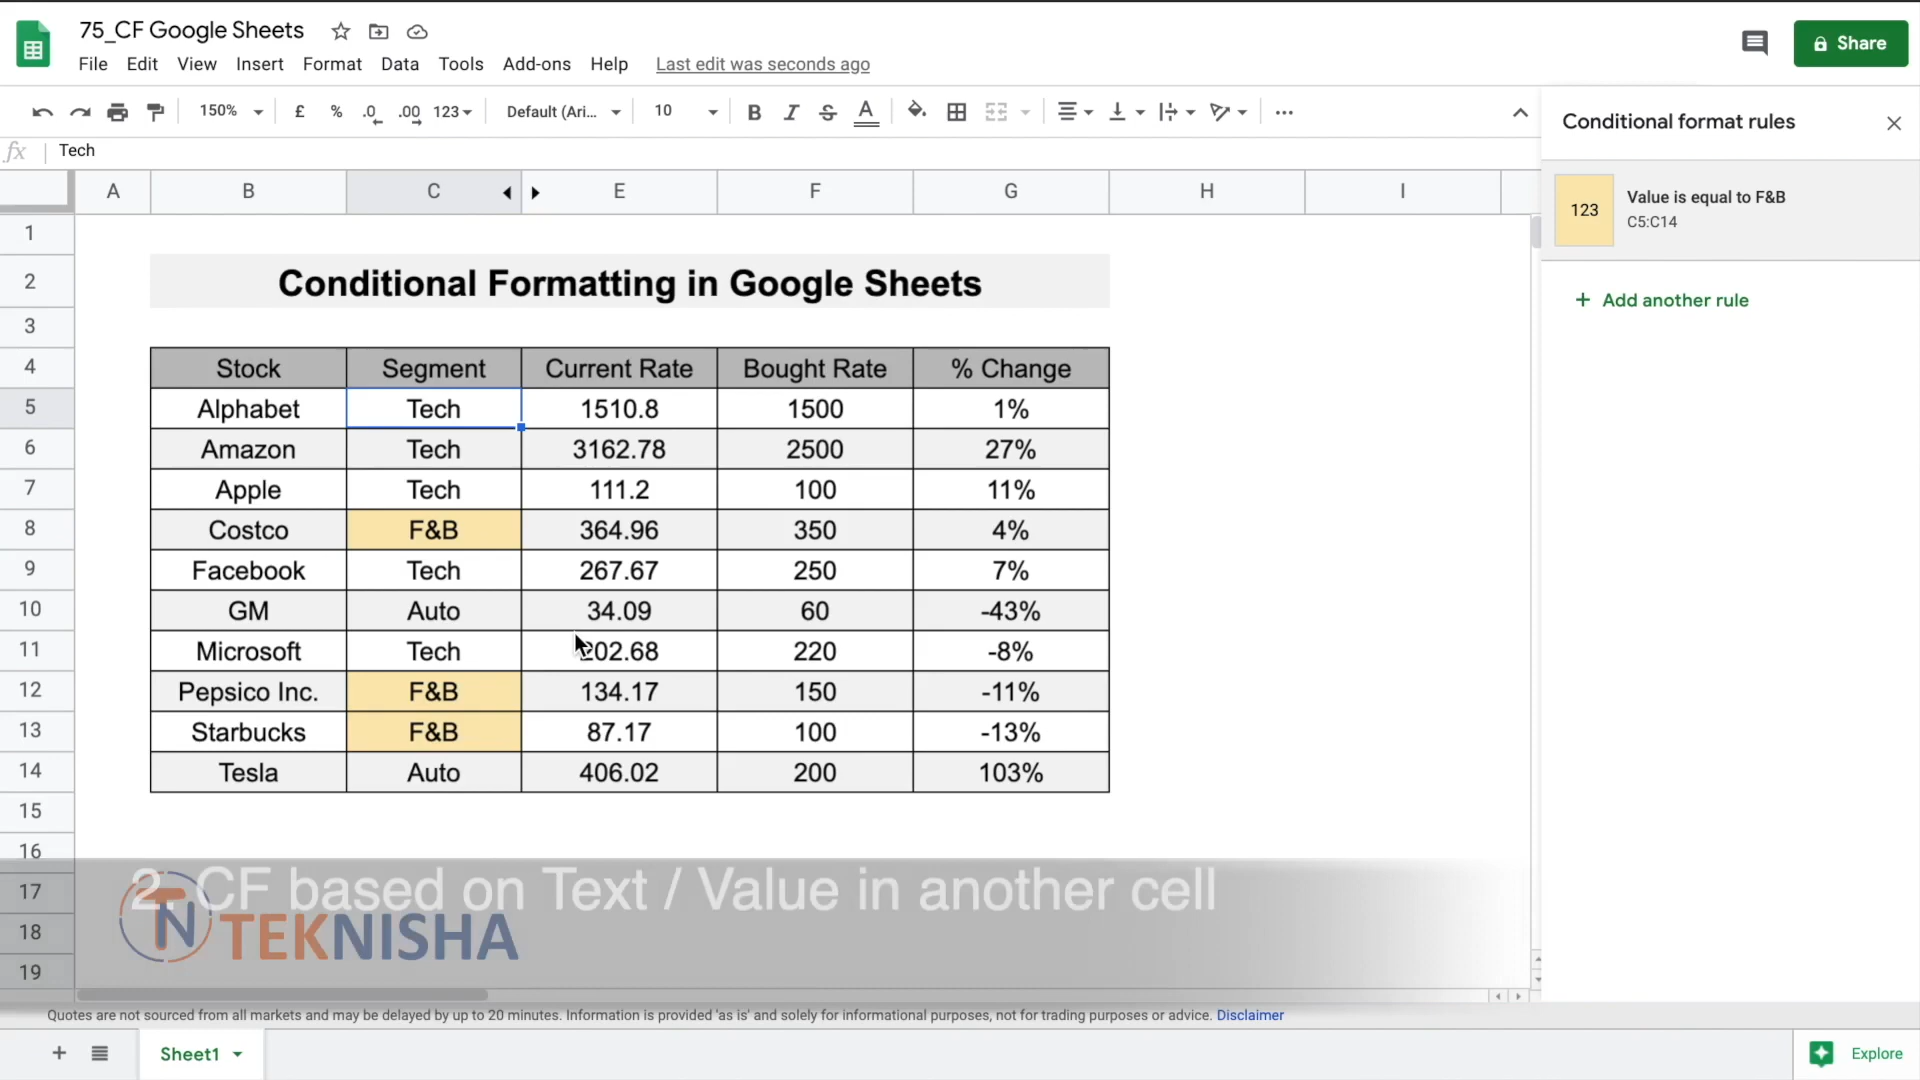 75_CF Google Sheets
File Edit View Insert Format Data Tools Add-ons Help Last edit was seconds ago
Share
150% £ % .0 .00 123 Default (Ari... 10 B I S A
fx Tech
Conditional format rules
A B C E F G H I
1
2 Conditional Formatting in Google Sheets
3
4 Stock Segment Current Rate Bought Rate % Change
5 Alphabet Tech 1510.8 1500 1%
6 Amazon Tech 3162.78 2500 27%
7 Apple Tech 111.2 100 11%
8 Costco F&B 364.96 350 4%
9 Facebook Tech 267.67 250 7%
10 GM Auto 34.09 60 -43%
11 Microsoft Tech 202.68 220 -8%
12 Pepsico Inc. F&B 134.17 150 -11%
13 Starbucks F&B 87.17 100 -13%
14 Tesla Auto 406.02 200 103%
15
16
17
18
19
123 Value is equal to F&B
C5:C14
+ Add another rule
2. CF based on Text / Value in another cell
TN TEKNISHA
Quotes are not sourced from all markets and may be delayed by up to 20 minutes. Information is provided 'as is' and solely for informational purposes, not for trading purposes or advice. Disclaimer
Sheet1
Explore